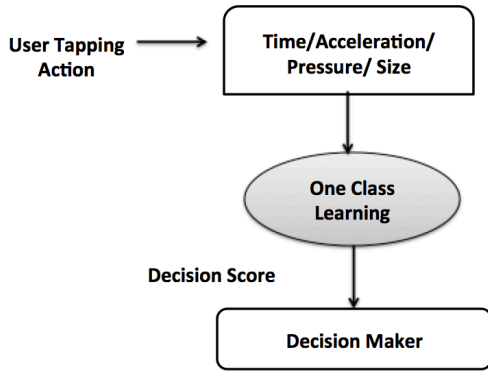 User Tapping
Action
Time/Acceleration/
Pressure/ Size
One Class
Learning
Decision Score
Decision Maker